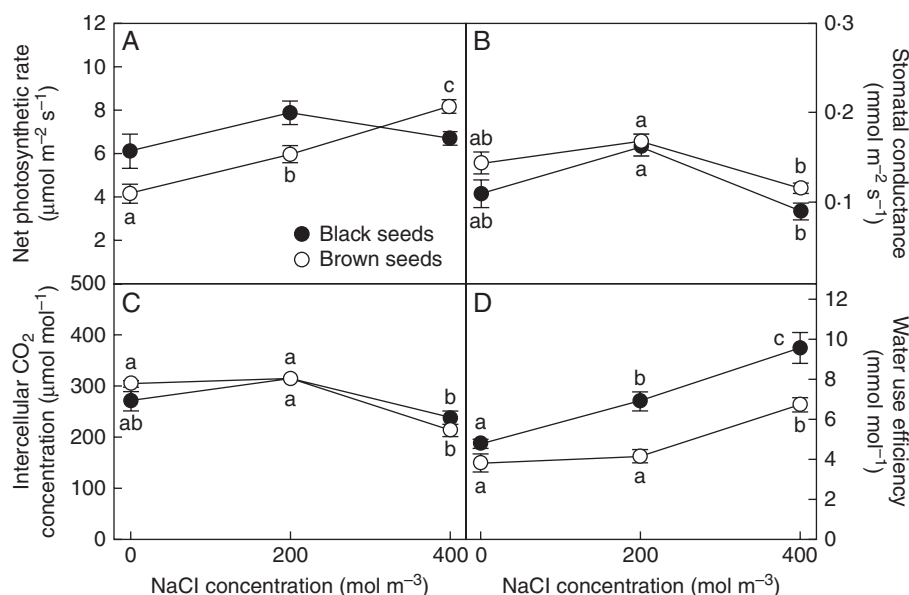 A
B
12
10
8
6
4
2
500
Net photosynthetic rate
(μmol m⁻² s⁻¹)
a
b
c
Black seeds
Brown seeds
ab
ab
a
a
b
b
0·3
0·2
0·1
Stomatal conductance
(mmol m⁻² s⁻¹)
C
D
400
300
200
100
0
Intercellular CO₂
concentration (μmol mol⁻¹)
a
ab
a
a
b
b
a
a
b
a
c
b
12
10
8
6
4
2
0
Water use efficiency
(mmol mol⁻¹)
0
200
400
0
200
400
NaCl concentration (mol m⁻³)
NaCl concentration (mol m⁻³)